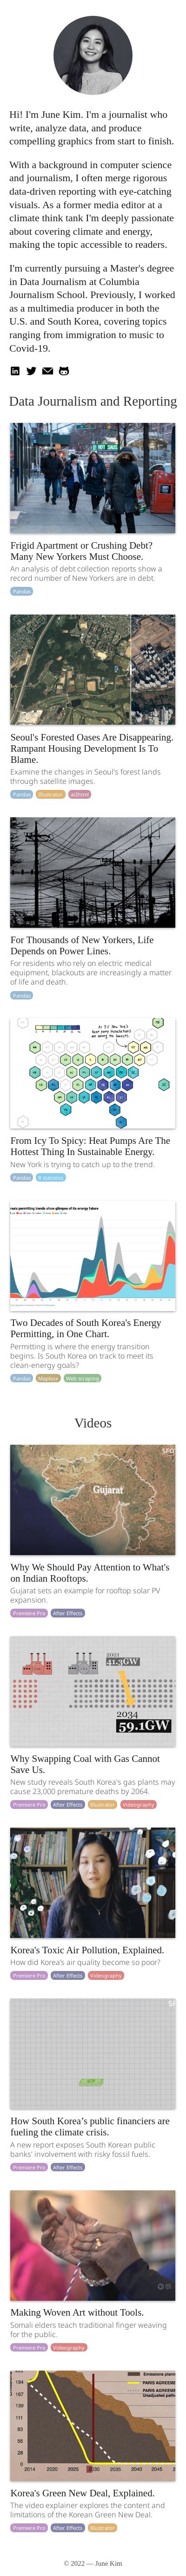 Hi! I'm June Kim. I'm a journalist who
write, analyze data, and produce
compelling graphics from start to finish.
With a background in computer science
and journalism, I often merge rigorous
data-driven reporting with eye-catching
visuals. As a former media editor at a
climate think tank I'm deeply passionate
about covering climate and energy,
making the topic accessible to readers.
I'm currently pursuing a Master's degree
in Data Journalism at Columbia
Journalism School. Previously, I worked
as a multimedia producer in both the
U.S. and South Korea, covering topics
ranging from immigration to music to
Covid-19.
Data Journalism and Reporting
Frigid Apartment or Crushing Debt?
Many New Yorkers Must Choose.
An analysis of debt collection reports show a
record number of New Yorkers are in debt.
Pandas
Seoul's Forested Oases Are Disappearing.
Rampant Housing Development Is To
Blame.
Examine the changes in Seoul's forest lands
through satellite images.
Pandas Illustrator ai2html
For Thousands of New Yorkers, Life
Depends on Power Lines.
For residents who rely on electric medical
equipment, blackouts are increasingly a matter
of life and death.
Pandas
From Icy To Spicy: Heat Pumps Are The
Hottest Thing In Sustainable Energy.
New York is trying to catch up to the trend.
Pandas R statistics
Two Decades of South Korea's Energy
Permitting, in One Chart.
Permitting is where the energy transition
begins. Is South Korea on track to meet its
clean-energy goals?
Pandas Mapbox Web scraping
Videos
Gujarat
Why We Should Pay Attention to What's
on Indian Rooftops.
Gujarat sets an example for rooftop solar PV
expansion.
Premiere Pro After Effects
2023
41.3GW
2034
59.1GW
Why Swapping Coal with Gas Cannot
Save Us.
New study reveals South Korea's gas plants may
cause 23,000 premature deaths by 2064.
Premiere Pro After Effects Illustrator Videography
Korea's Toxic Air Pollution, Explained.
How did Korea's air quality become so poor?
Premiere Pro After Effects Videography
How South Korea’s public financiers are
fueling the climate crisis.
A new report exposes South Korean public
banks' involvement with risky fossil fuels.
Premiere Pro After Effects
Making Woven Art without Tools.
Somali elders teach traditional finger weaving
for the public.
Premiere Pro Videography
Korea's Green New Deal, Explained.
The video explainer explores the content and
limitations of the Korean Green New Deal.
Premiere Pro After Effects Illustrator
© 2022 — June Kim